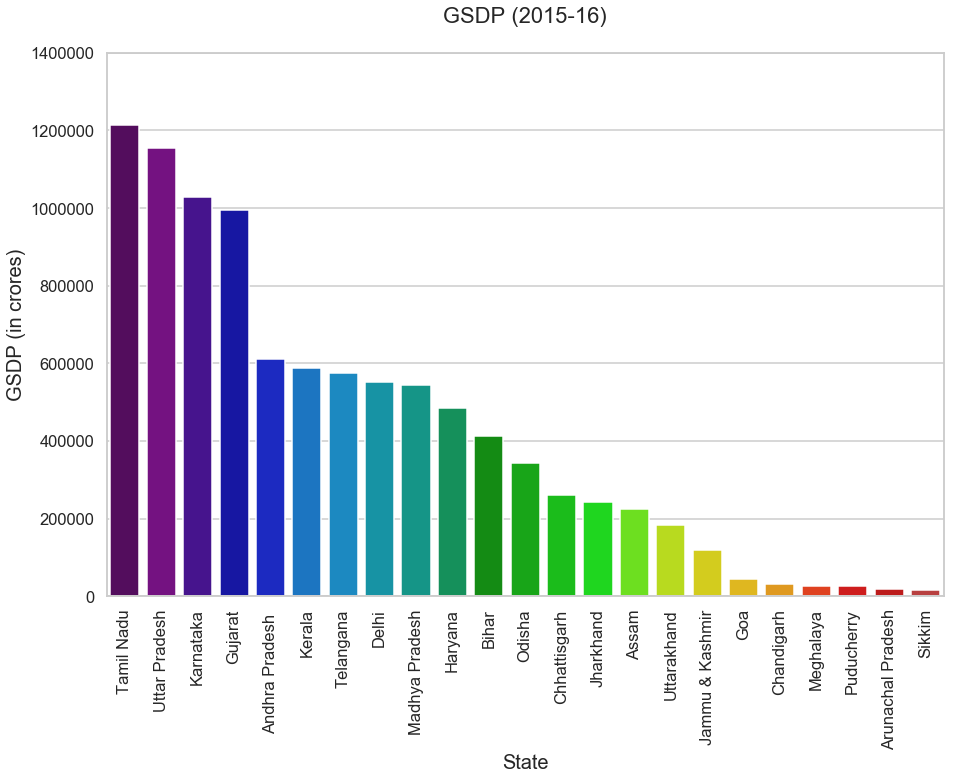 GSDP (2015-16)
GSDP (in crores)
1400000
1200000
1000000
800000
600000
400000
200000
0
Tamil Nadu
Uttar Pradesh
Karnataka
Gujarat
Andhra Pradesh
Kerala
Telangana
Delhi
Madhya Pradesh
Haryana
Bihar
Odisha
Chhattisgarh
Jharkhand
Assam
Uttarakhand
Jammu & Kashmir
Goa
Chandigarh
Meghalaya
Puducherry
Arunachal Pradesh
Sikkim
State